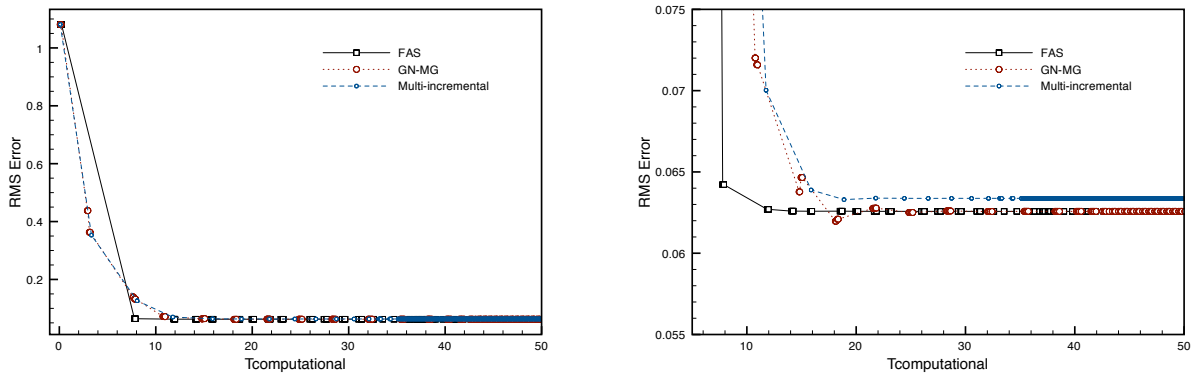 1
0.8
0.6
0.4
0.2
RMS Error
FAS
GN-MG
Multi-incremental
0 10 20 30 40 50
Tcomputational
0.075
0.07
0.065
0.06
0.055
RMS Error
FAS
GN-MG
Multi-incremental
10 20 30 40 50
Tcomputational